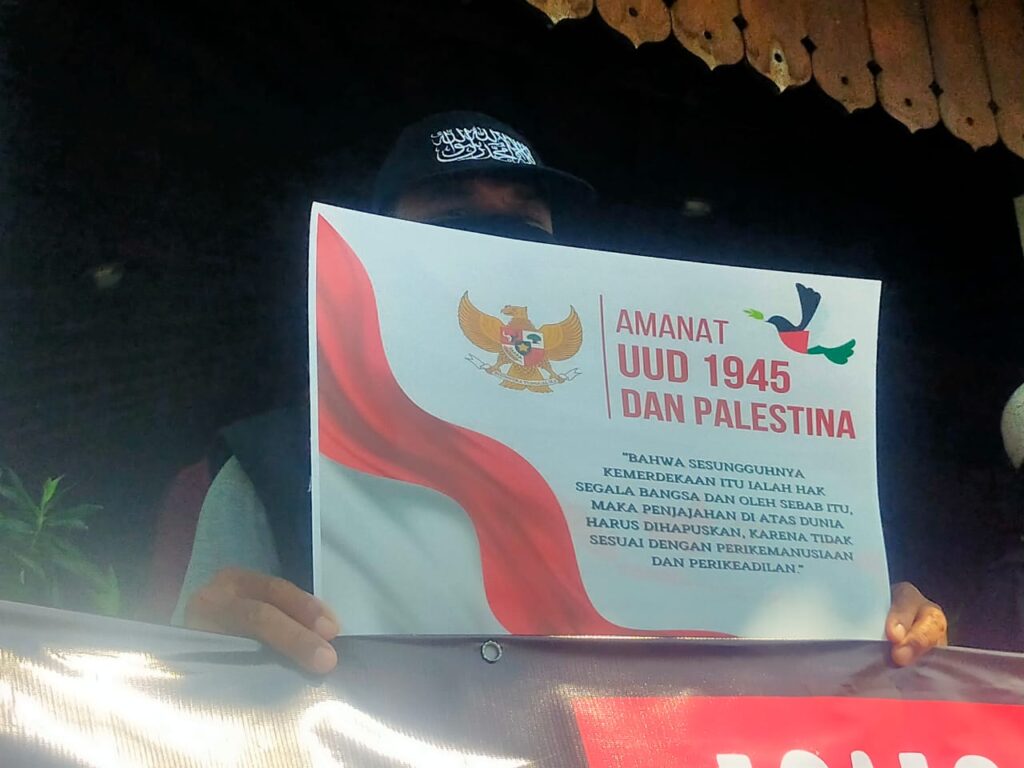 AMANAT
UUD 1945
DAN PALESTINA
"BAHWA SESUNGGUHNYA
KEMERDEKAAN ITU IALAH HAK
SEGALA BANGSA DAN OLEH SEBAB ITU,
MAKA PENJAJAHAN DI ATAS DUNIA
HARUS DIHAPUSKAN, KARENA TIDAK
SESUAI DENGAN PERIKEMANUSIAAN
DAN PERIKEADILAN."